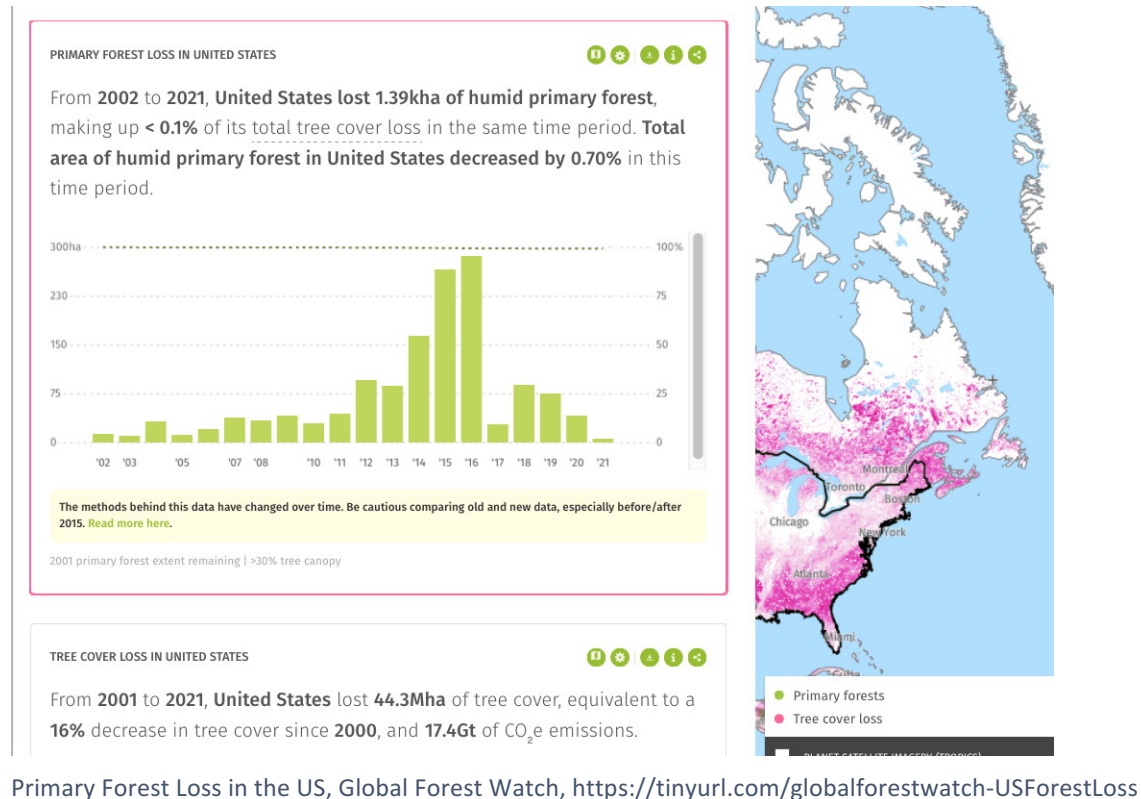 PRIMARY FOREST LOSS IN UNITED STATES
From 2002 to 2021, United States lost 1.39kha of humid primary forest,
making up < 0.1% of its total tree cover loss in the same time period. Total
area of humid primary forest in United States decreased by 0.70% in this
time period.
300ha 100%
230 75
150 50
75 25
0 0
'02 '03 '05 '07 '08 '10 '11 '12 '13 '14 '15 '16 '17 '18 '19 '20 '21
The methods behind this data have changed over time. Be cautious comparing old and new data, especially before/after
2015. Read more here.
2001 primary forest extent remaining | >30% tree canopy
TREE COVER LOSS IN UNITED STATES
From 2001 to 2021, United States lost 44.3Mha of tree cover, equivalent to a
16% decrease in tree cover since 2000, and 17.4Gt of CO₂e emissions.
Montreal
Toronto
Boston
Chicago
New York
Atlanta
Miami
Cuba
Primary forests
Tree cover loss
PLANET SATELLITE IMAGERY (TROPICS)
Primary Forest Loss in the US, Global Forest Watch, https://tinyurl.com/globalforestwatch-USForestLoss